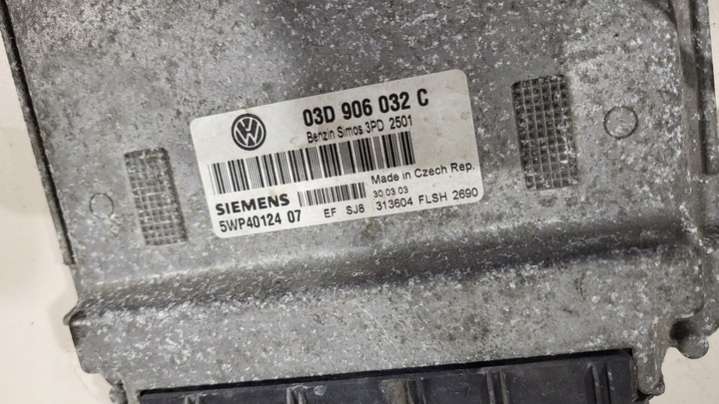 03D 906 032 C
Benzin Simos 3PD 2501
Made in Czech Rep.
SIEMENS 30.03.03
5WP40124 07 EF SJ6 313604 FLSH 2690